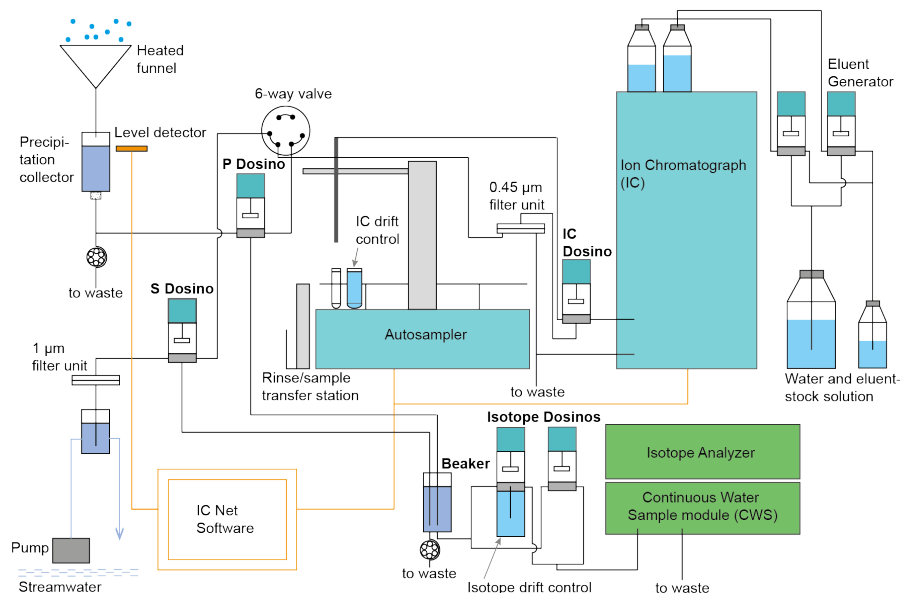 Heated
funnel
6-way valve
Eluent
Generator
Precipi-
tation
collector
Level detector
P Dosino
Ion Chromatograph
(IC)
0.45 µm
filter unit
IC drift
control
IC
Dosino
to waste
S Dosino
Autosampler
1 µm
filter unit
Rinse/sample
transfer station
to waste
Water and eluent-
stock solution
Isotope Dosinos
Beaker
Isotope Analyzer
IC Net
Software
Continuous Water
Sample module (CWS)
Pump
to waste
Streamwater
Isotope drift control
to waste